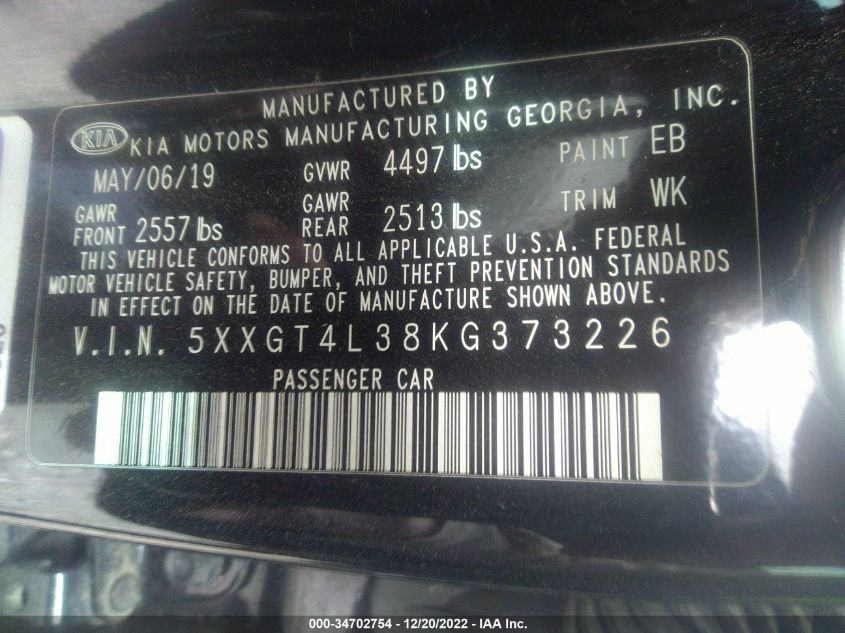 MANUFACTURED BY
KIA KIA MOTORS MANUFACTURING GEORGIA, INC.
MAY/06/19 GVWR 4497 lbs PAINT EB
GAWR FRONT 2557 lbs GAWR REAR 2513 lbs TRIM WK
THIS VEHICLE CONFORMS TO ALL APPLICABLE U.S.A. FEDERAL
MOTOR VEHICLE SAFETY, BUMPER, AND THEFT PREVENTION STANDARDS
IN EFFECT ON THE DATE OF MANUFACTURE SHOWN ABOVE.
V.I.N. 5XXGT4L38KG373226
PASSENGER CAR
000-34702754 - 12/20/2022 - IAA Inc.